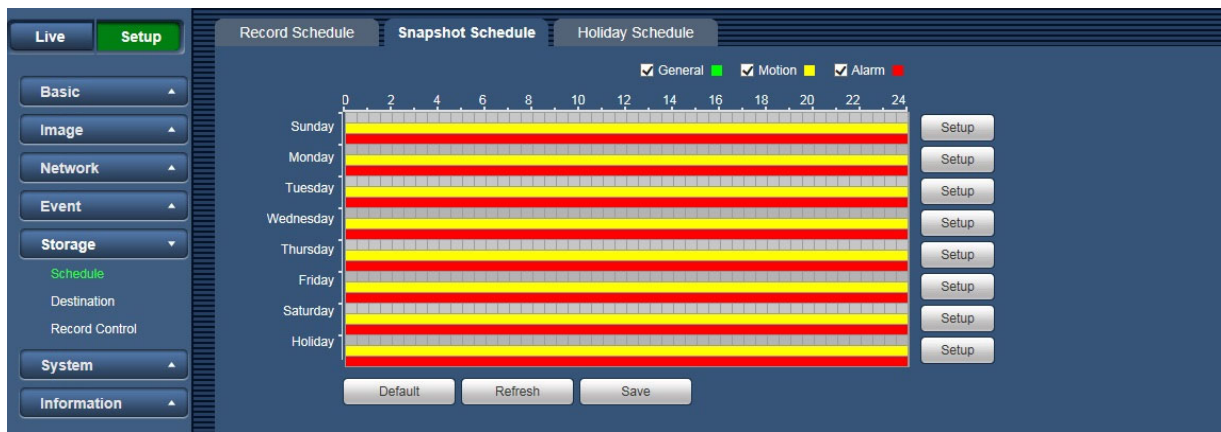 Live Setup
Basic
Image
Network
Event
Storage
Schedule
Destination
Record Control
System
Information
Record Schedule Snapshot Schedule Holiday Schedule
General Motion Alarm
0 2 4 6 8 10 12 14 16 18 20 22 24
Sunday Setup
Monday Setup
Tuesday Setup
Wednesday Setup
Thursday Setup
Friday Setup
Saturday Setup
Holiday Setup
Default Refresh Save